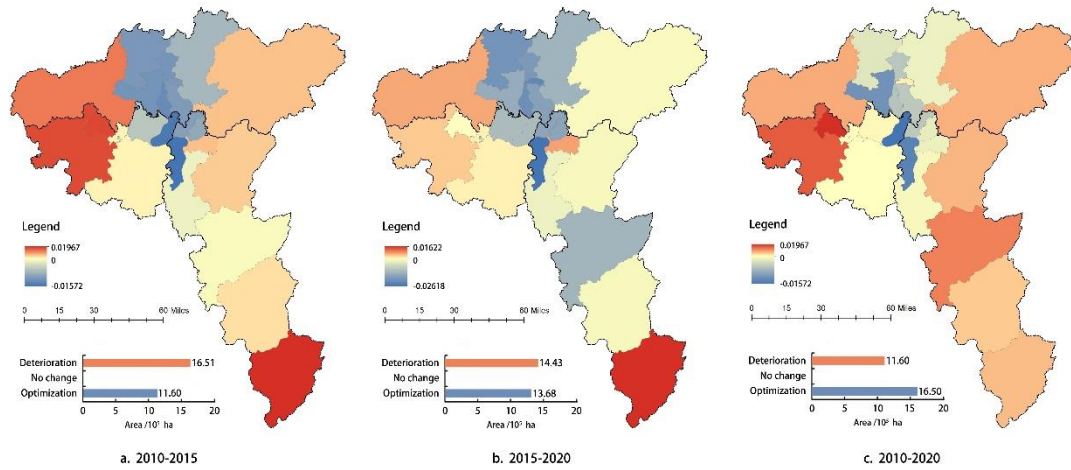 Legend
0.01967
0
-0.01572
0 15 30 60 Miles
Deterioration 16.51
No change
Optimization 11.60
0 5 10 15 20
Area /10⁵ ha
a. 2010-2015
Legend
0.01622
0
-0.02618
0 15 30 60 Miles
Deterioration 14.43
No change
Optimization 13.68
0 5 10 15 20
Area /10⁵ ha
b. 2015-2020
Legend
0.01967
0
-0.01572
0 15 30 60 Miles
Deterioration 11.60
No change
Optimization 16.50
0 5 10 15 20
Area /10⁵ ha
c. 2010-2020